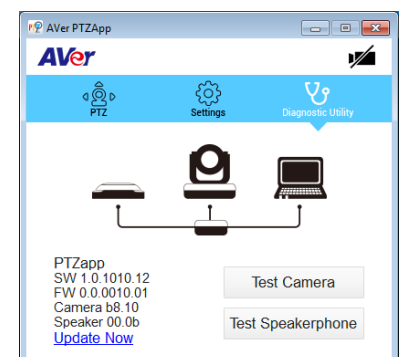 AVer PTZApp
AVer
PTZ
Settings
Diagnostic Utility
PTZapp
SW 1.0.1010.12
FW 0.0.0010.01
Camera b8.10
Speaker 00.0b
Update Now
Test Camera
Test Speakerphone